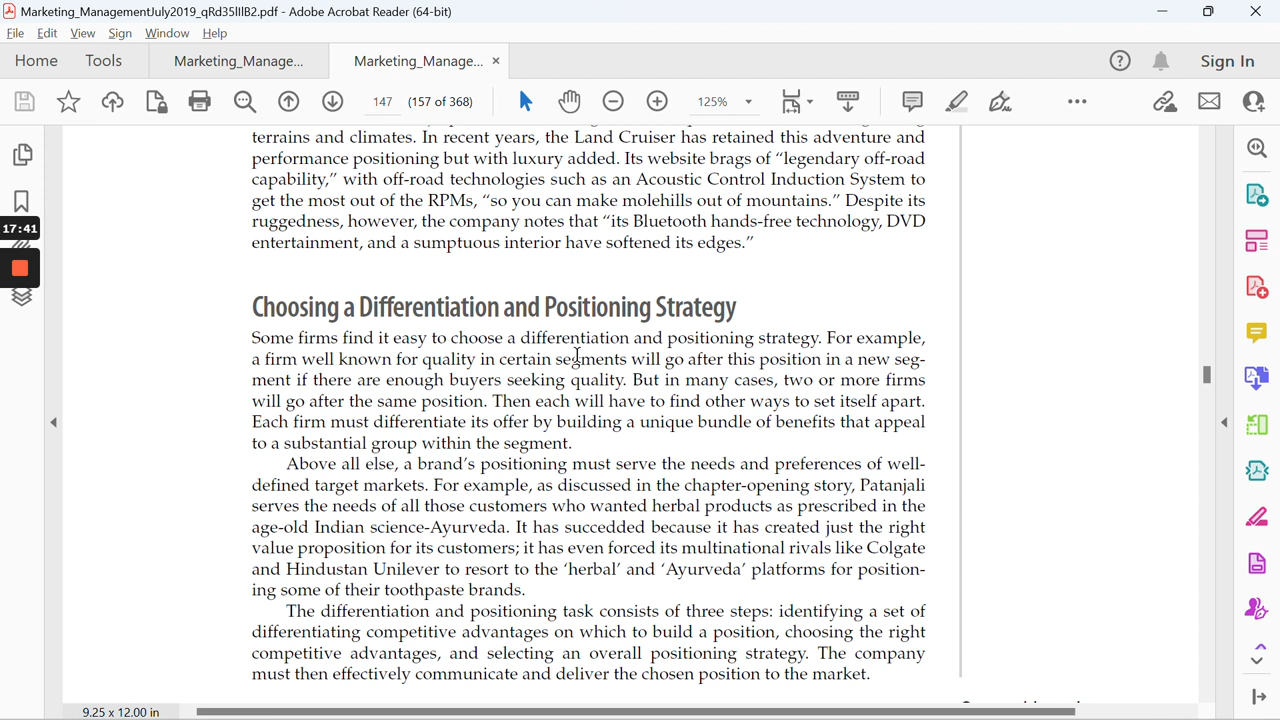 Marketing_ManagementJuly2019_qRd35IIIB2.pdf - Adobe Acrobat Reader (64-bit)
File Edit View Sign Window Help
Home Tools Marketing_Manage... Marketing_Manage... × Sign In
147 (157 of 368) 125%
terrains and climates. In recent years, the Land Cruiser has retained this adventure and
performance positioning but with luxury added. Its website brags of “legendary off-road
capability,” with off-road technologies such as an Acoustic Control Induction System to
get the most out of the RPMs, “so you can make molehills out of mountains.” Despite its
ruggedness, however, the company notes that “its Bluetooth hands-free technology, DVD
17:41
entertainment, and a sumptuous interior have softened its edges.”
Choosing a Differentiation and Positioning Strategy
Some firms find it easy to choose a differentiation and positioning strategy. For example,
a firm well known for quality in certain segments will go after this position in a new seg-
ment if there are enough buyers seeking quality. But in many cases, two or more firms
will go after the same position. Then each will have to find other ways to set itself apart.
Each firm must differentiate its offer by building a unique bundle of benefits that appeal
to a substantial group within the segment.
Above all else, a brand’s positioning must serve the needs and preferences of well-
defined target markets. For example, as discussed in the chapter-opening story, Patanjali
serves the needs of all those customers who wanted herbal products as prescribed in the
age-old Indian science-Ayurveda. It has succedded because it has created just the right
value proposition for its customers; it has even forced its multinational rivals like Colgate
and Hindustan Unilever to resort to the ‘herbal’ and ‘Ayurveda’ platforms for position-
ing some of their toothpaste brands.
The differentiation and positioning task consists of three steps: identifying a set of
differentiating competitive advantages on which to build a position, choosing the right
competitive advantages, and selecting an overall positioning strategy. The company
must then effectively communicate and deliver the chosen position to the market.
9.25 x 12.00 in